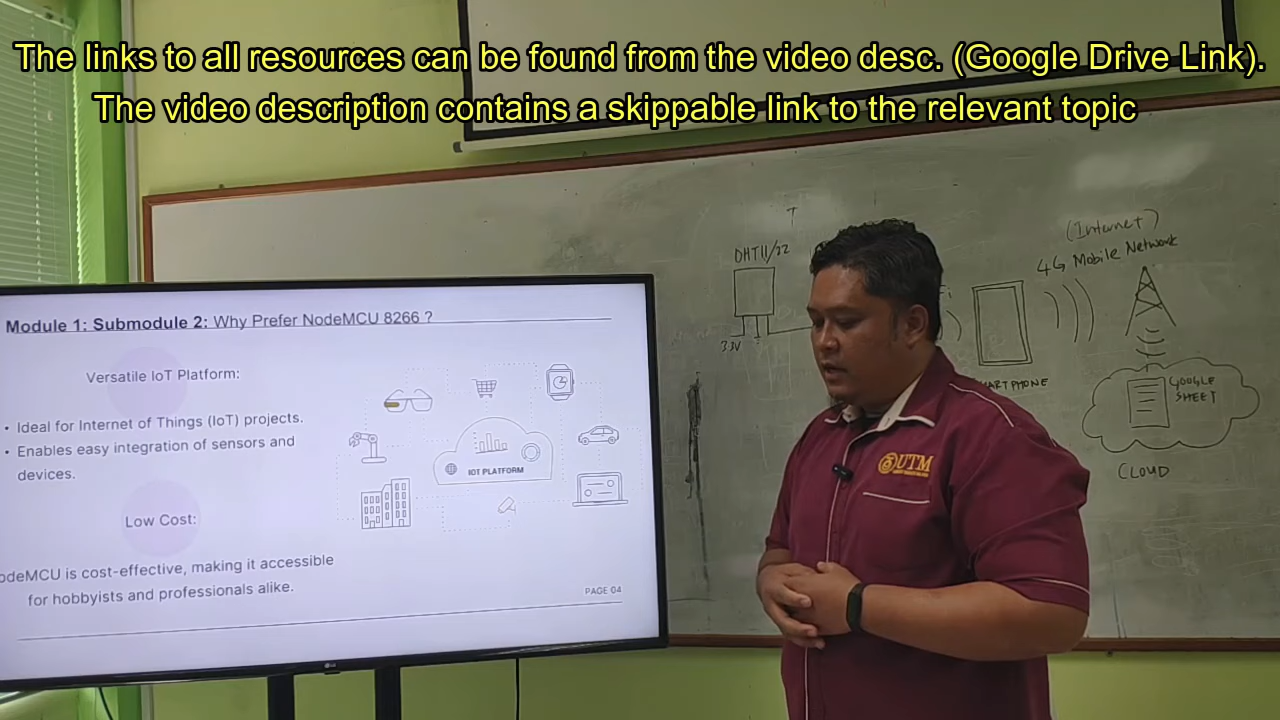 The links to all resources can be found from the video desc. (Google Drive Link).
The video description contains a skippable link to the relevant topic
Module 1: Submodule 2: Why Prefer NodeMCU 8266 ?
Versatile IoT Platform:
• Ideal for Internet of Things (IoT) projects.
• Enables easy integration of sensors and
devices.
IOT PLATFORM
Low Cost:
odeMCU is cost-effective, making it accessible
for hobbyists and professionals alike.
PAGE 04
LG
T
DHT11/22
3.3V
(Internet)
4G Mobile Network
ARTPHONE
GOOGLE
SHEET
CLOUD
UTM